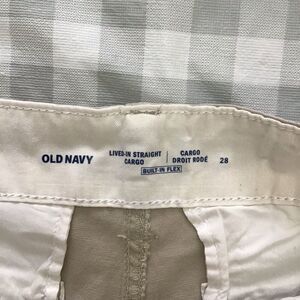 OLD NAVY
LIVED-IN STRAIGHT
CARGO
BUILT-IN FLEX
CARGO
DROIT RODÉ
28